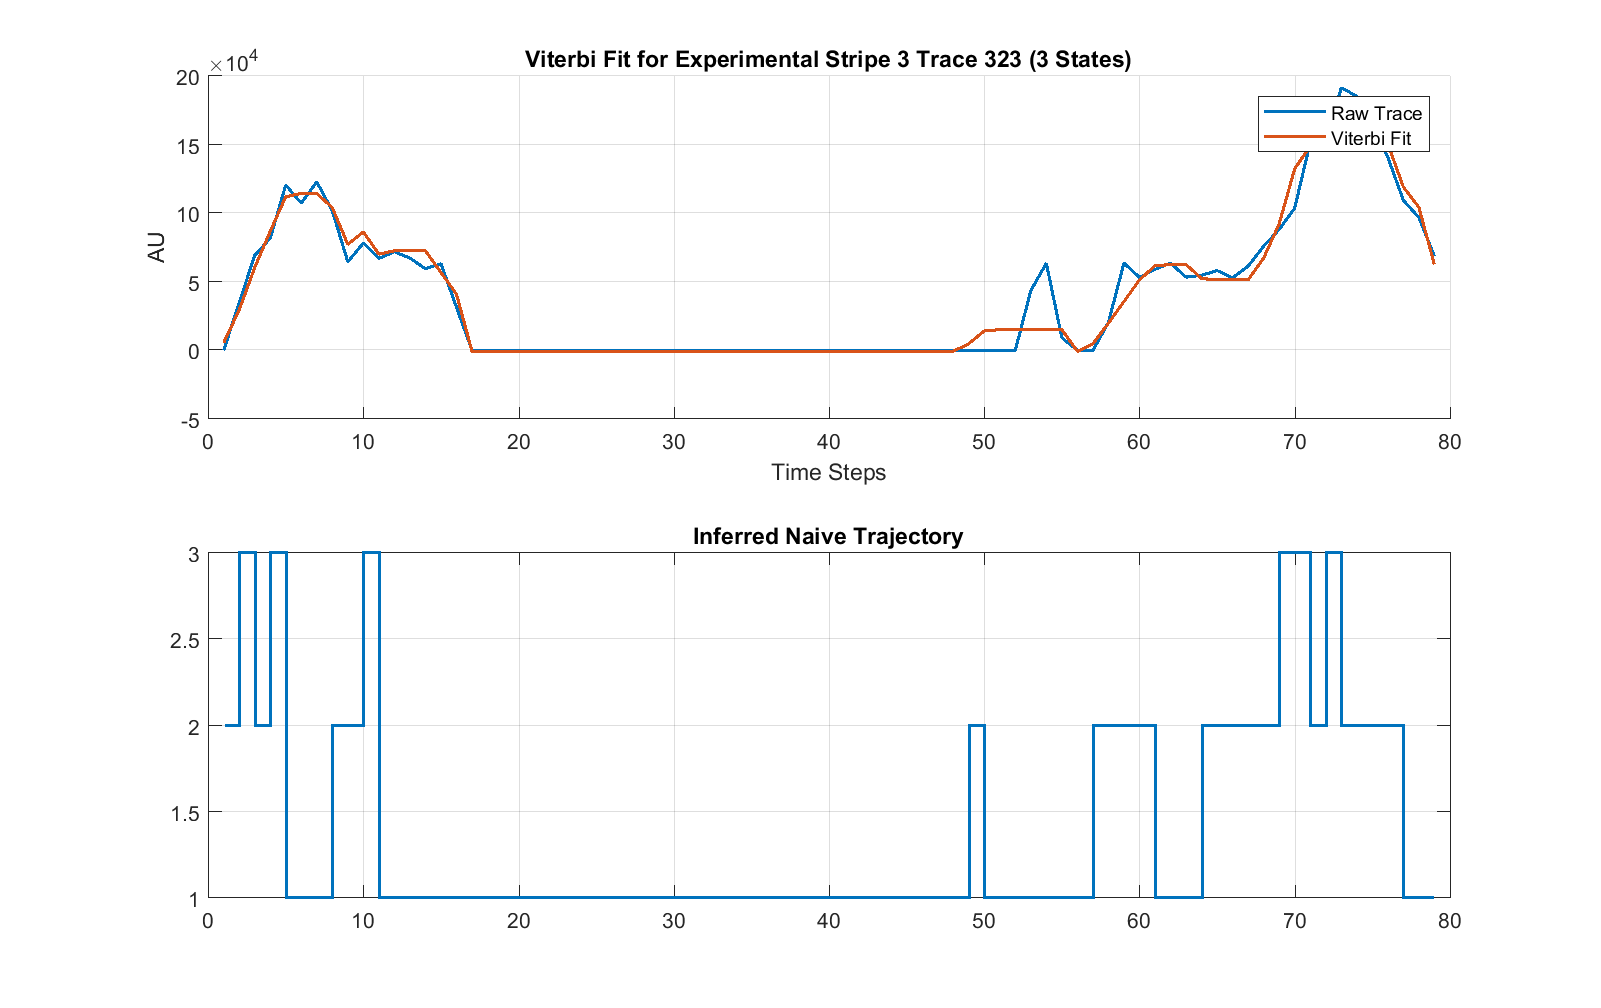 Viterbi Fit for Experimental Stripe 3 Trace 323 (3 States)
×10^4
20
15
10
5
0
-5
AU
Raw Trace
Viterbi Fit
0 10 20 30 40 50 60 70 80
Time Steps
Inferred Naive Trajectory
3
2.5
2
1.5
1
0 10 20 30 40 50 60 70 80